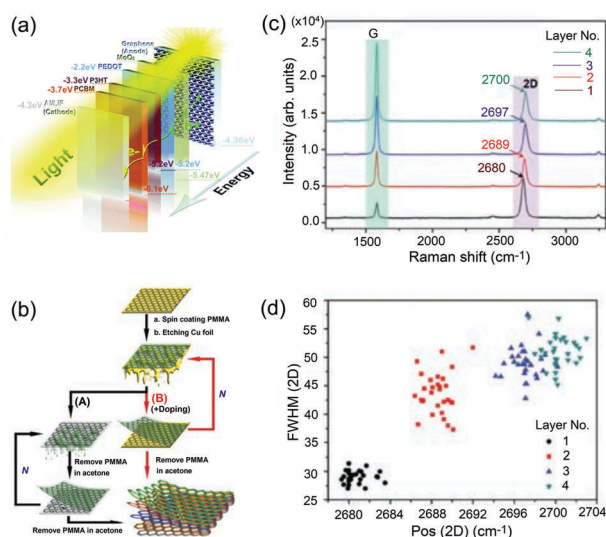 (a)
Graphene
(Anode)
MoO₃
-2.2eV PEDOT
-3.3eV P3HT
-3.7eV PCBM
-4.3eV
(Cathode)
-4.36eV
e-
Light
-5.2eV -5.2eV
-5.47eV
-6.1eV
Energy
(b)
a. Spin coating PMMA
b. Etching Cu foil
N
(A)
(B)
(+Doping)
N
Remove PMMA
in acetone
Remove PMMA
in acetone
Remove PMMA in acetone
(c)
2.5×10⁴
2.0
1.5
1.0
0.5
0.0
Intensity (arb. units)
G
2D
Layer No.
4
3
2
1
2700
2697
2689
2680
1500 2000 2500 3000
Raman shift (cm-1)
(d)
60
55
50
45
40
35
30
25
FWHM (2D)
Layer No.
1
2
3
4
2680 2684 2688 2692 2696 2700 2704
Pos (2D) (cm-1)